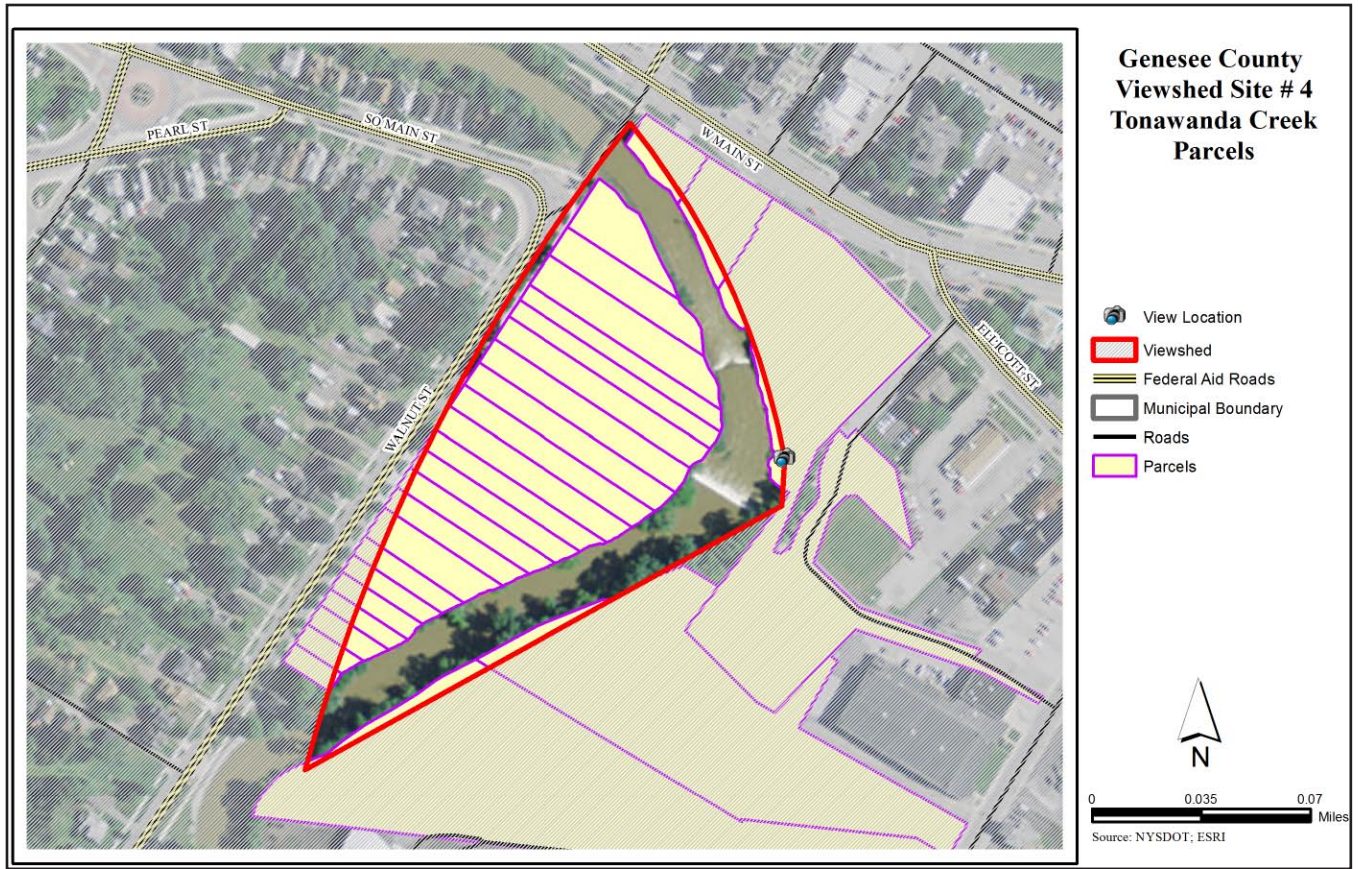 Genesee County
Viewshed Site # 4
Tonawanda Creek
Parcels
PEARL ST
SO MAIN ST
W MAIN ST
ELLICOTT ST
WALNUT ST
View Location
Viewshed
Federal Aid Roads
Municipal Boundary
Roads
Parcels
N
0 0.035 0.07
Miles
Source: NYSDOT; ESRI